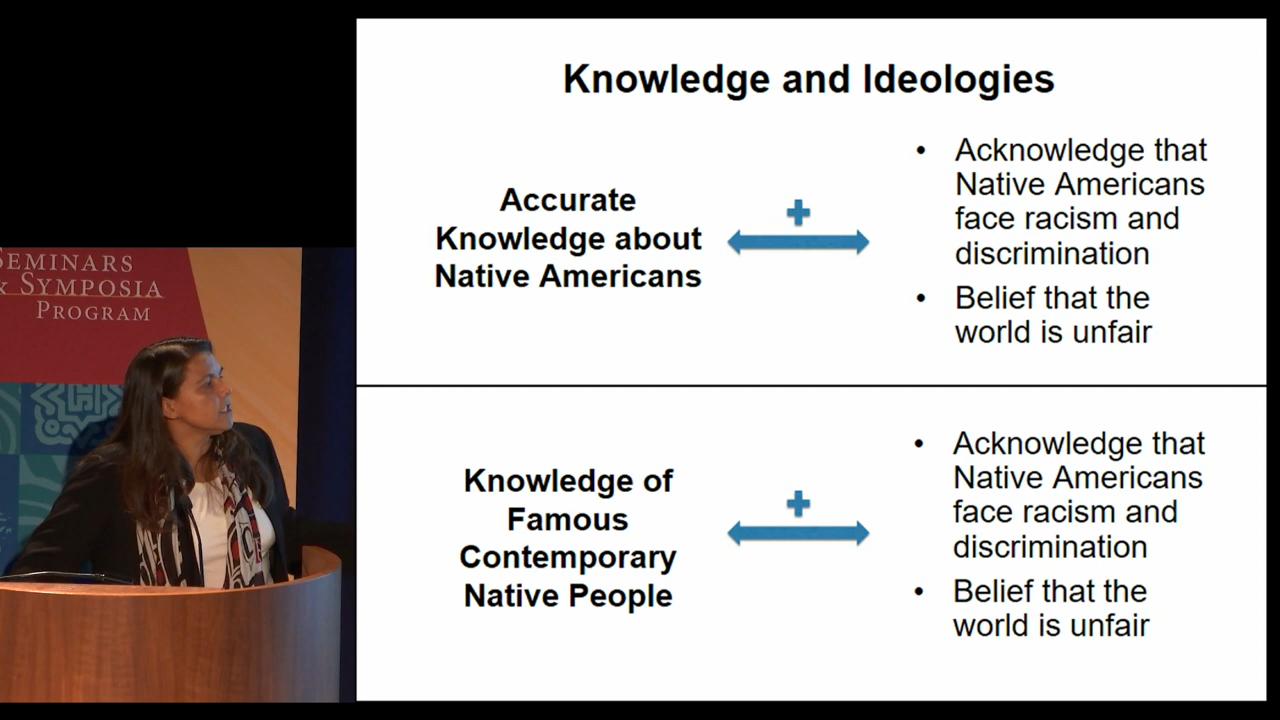 SEMINARS
& SYMPOSIA
PROGRAM
Knowledge and Ideologies
Accurate
Knowledge about
Native Americans
• Acknowledge that
Native Americans
face racism and
discrimination
• Belief that the
world is unfair
Knowledge of
Famous
Contemporary
Native People
• Acknowledge that
Native Americans
face racism and
discrimination
• Belief that the
world is unfair